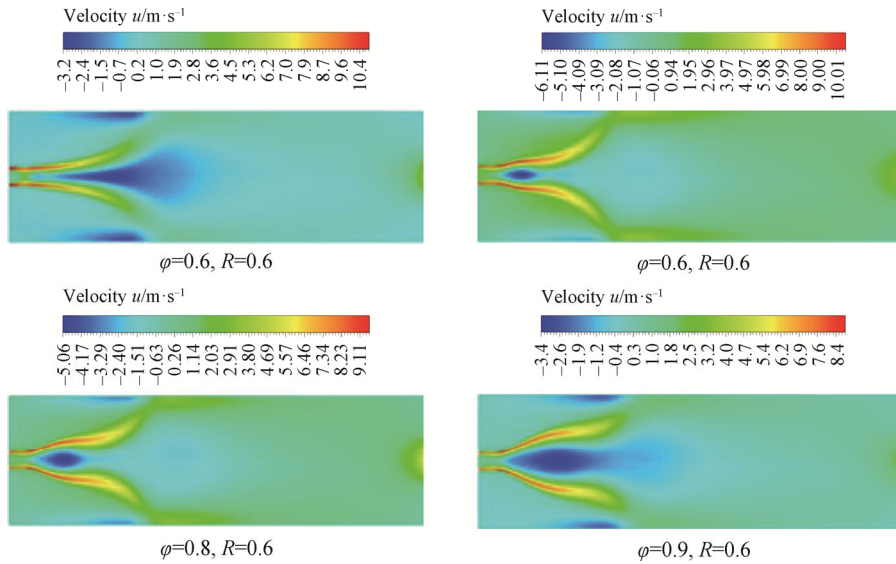 Velocity u/m·s⁻¹
−3.2 −2.4 −1.5 −0.7 0.2 1.0 1.9 2.8 3.6 4.5 5.3 6.2 7.0 7.9 8.7 9.6 10.4
φ=0.6, R=0.6
Velocity u/m·s⁻¹
−6.11 −5.10 −4.09 −3.09 −2.08 −1.07 −0.06 0.94 1.95 2.96 3.97 4.97 5.98 6.99 8.00 9.00 10.01
φ=0.6, R=0.6
Velocity u/m·s⁻¹
−5.06 −4.17 −3.29 −2.40 −1.51 −0.63 0.26 1.14 2.03 2.91 3.80 4.69 5.57 6.46 7.34 8.23 9.11
φ=0.8, R=0.6
Velocity u/m·s⁻¹
−3.4 −2.6 −1.9 −1.2 −0.4 0.3 1.0 1.8 2.5 3.2 4.0 4.7 5.4 6.2 6.9 7.6 8.4
φ=0.9, R=0.6